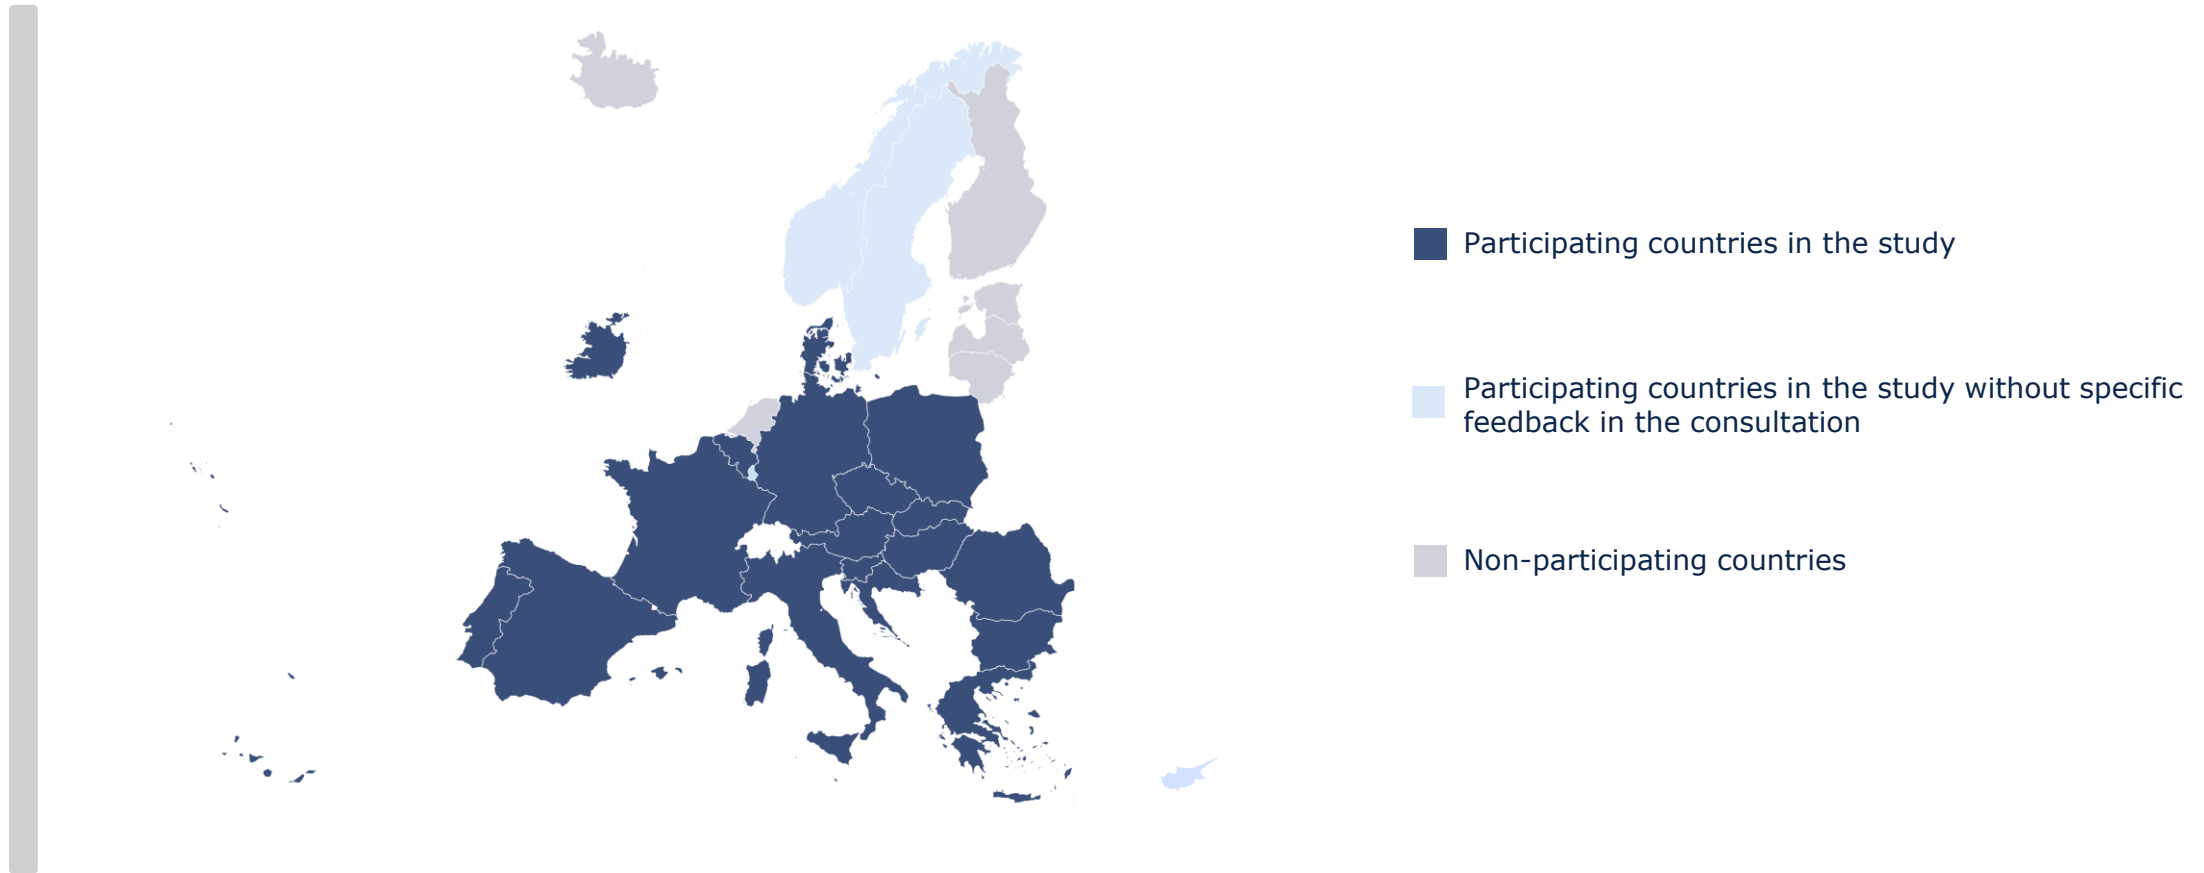 Participating countries in the study
Participating countries in the study without specific
feedback in the consultation
Non-participating countries